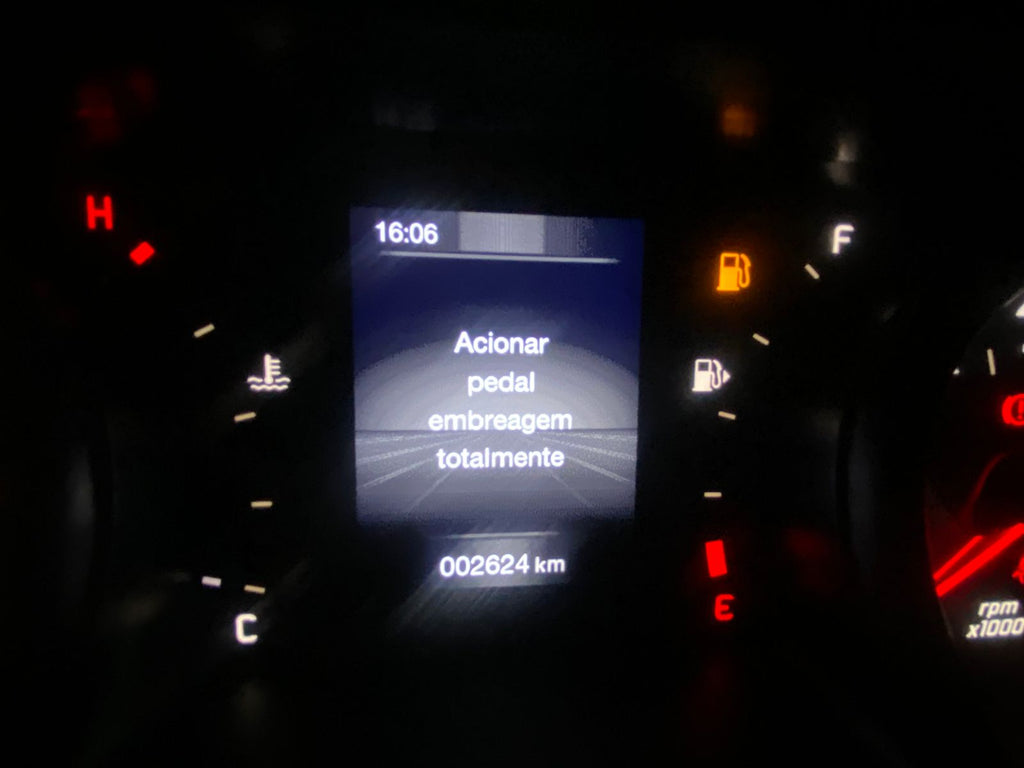 16:06
H
F
Acionar
pedal
embreagem
totalmente
002624 km
C
E
rpm
x1000